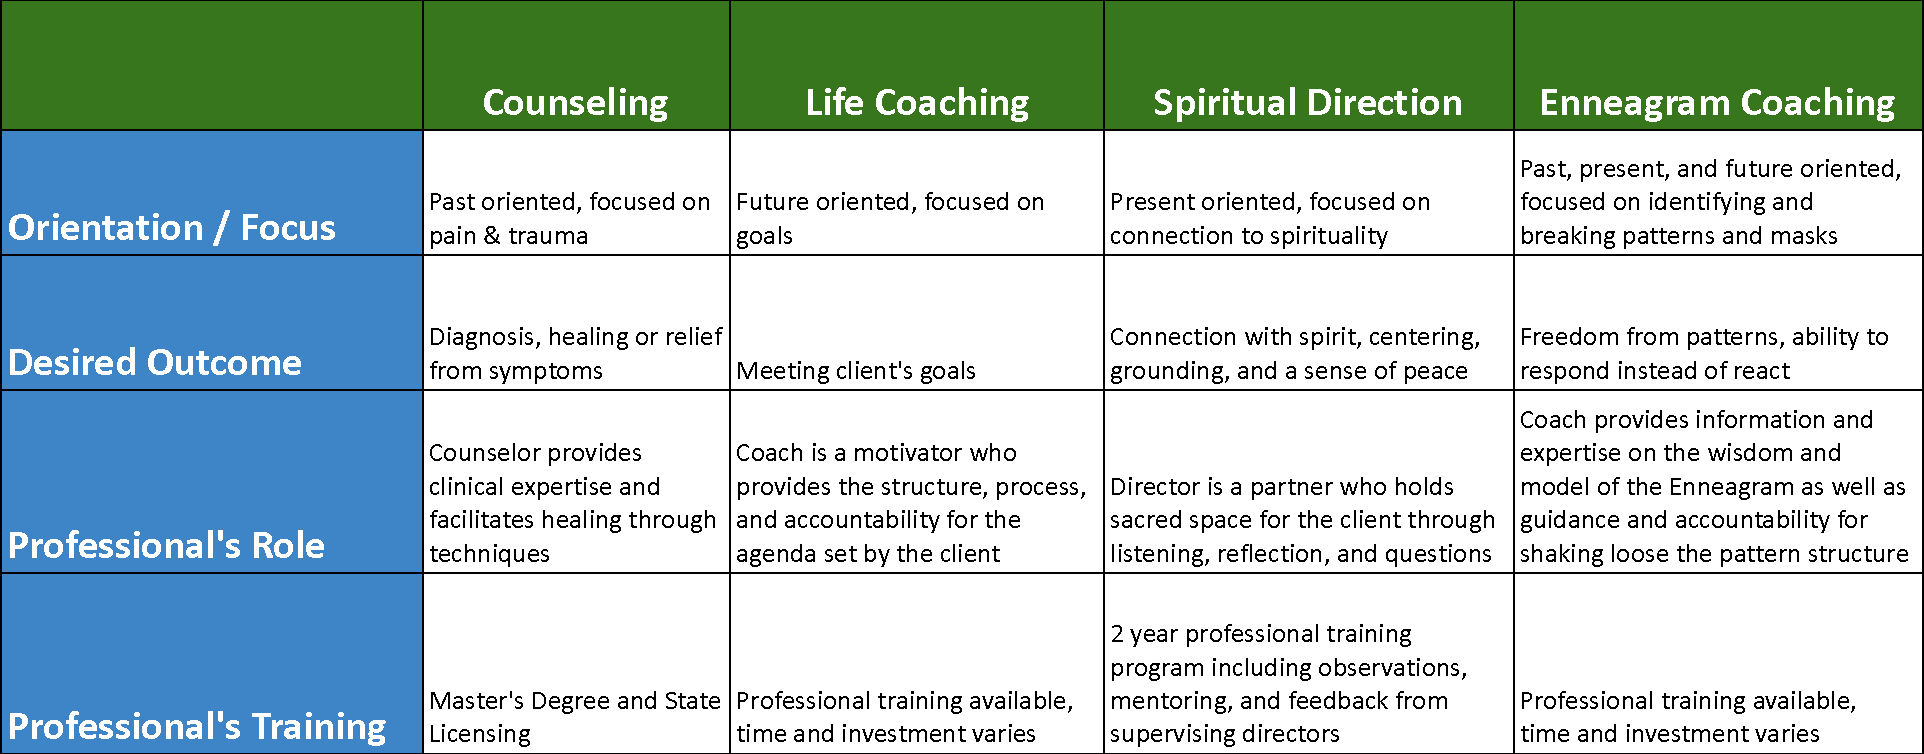 Counseling
Life Coaching
Spiritual Direction
Enneagram Coaching
Orientation / Focus
Past oriented, focused on
pain & trauma
Future oriented, focused on
goals
Present oriented, focused on
connection to spirituality
Past, present, and future oriented,
focused on identifying and
breaking patterns and masks
Desired Outcome
Diagnosis, healing or relief
from symptoms
Meeting client's goals
Connection with spirit, centering,
grounding, and a sense of peace
Freedom from patterns, ability to
respond instead of react
Professional's Role
Counselor provides
clinical expertise and
facilitates healing through
techniques
Coach is a motivator who
provides the structure, process,
and accountability for the
agenda set by the client
Director is a partner who holds
sacred space for the client through
listening, reflection, and questions
Coach provides information and
expertise on the wisdom and
model of the Enneagram as well as
guidance and accountability for
shaking loose the pattern structure
Professional's Training
Master's Degree and State
Licensing
Professional training available,
time and investment varies
2 year professional training
program including observations,
mentoring, and feedback from
supervising directors
Professional training available,
time and investment varies